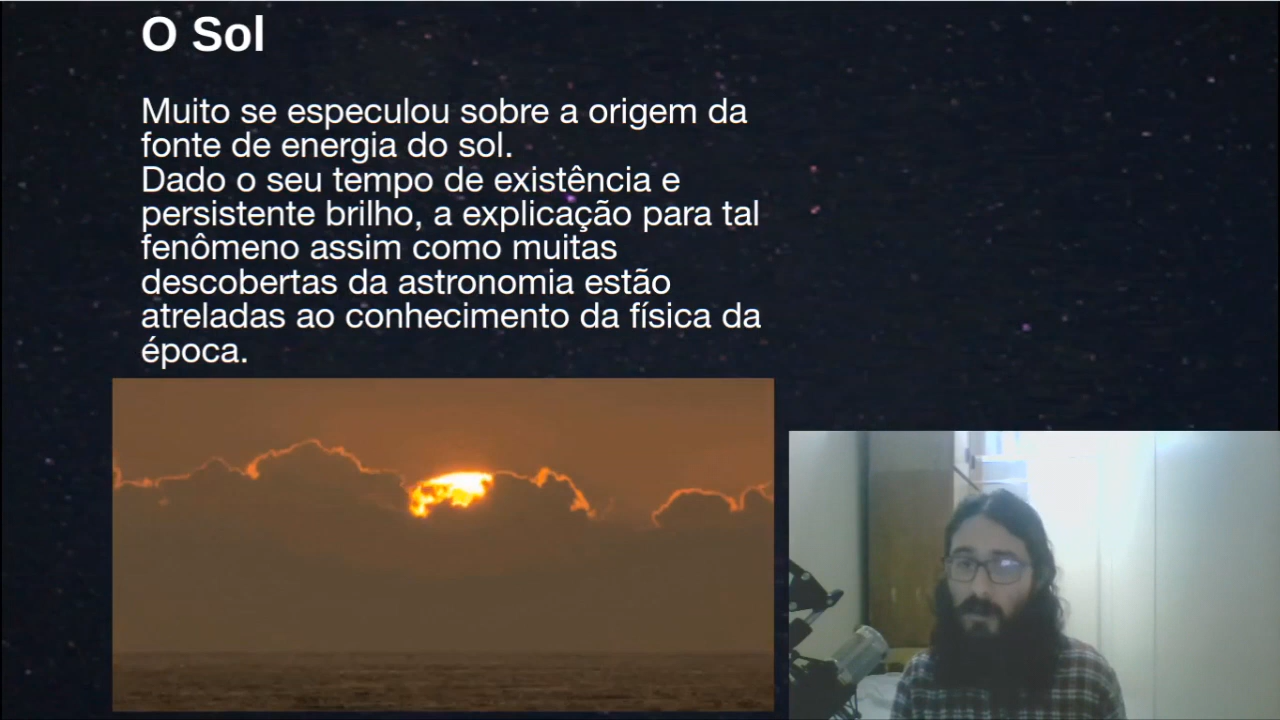 O Sol
Muito se especulou sobre a origem da
fonte de energia do sol.
Dado o seu tempo de existência e
persistente brilho, a explicação para tal
fenômeno assim como muitas
descobertas da astronomia estão
atreladas ao conhecimento da física da
época.